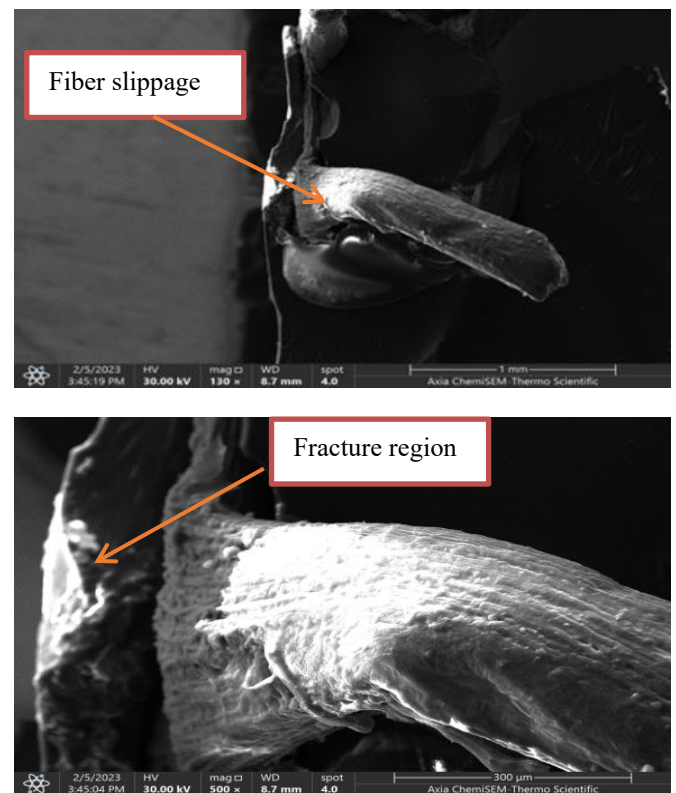 Fiber slippage
2/5/2023 HV mag □ WD spot 1 mm
3:45:19 PM 30.00 kV 130 × 8.7 mm 4.0 Axia ChemiSEM-Thermo Scientific
Fracture region
2/5/2023 HV mag □ WD spot 300 µm
3:45:04 PM 30.00 kV 500 × 8.7 mm 4.0 Axia ChemiSEM-Thermo Scientific